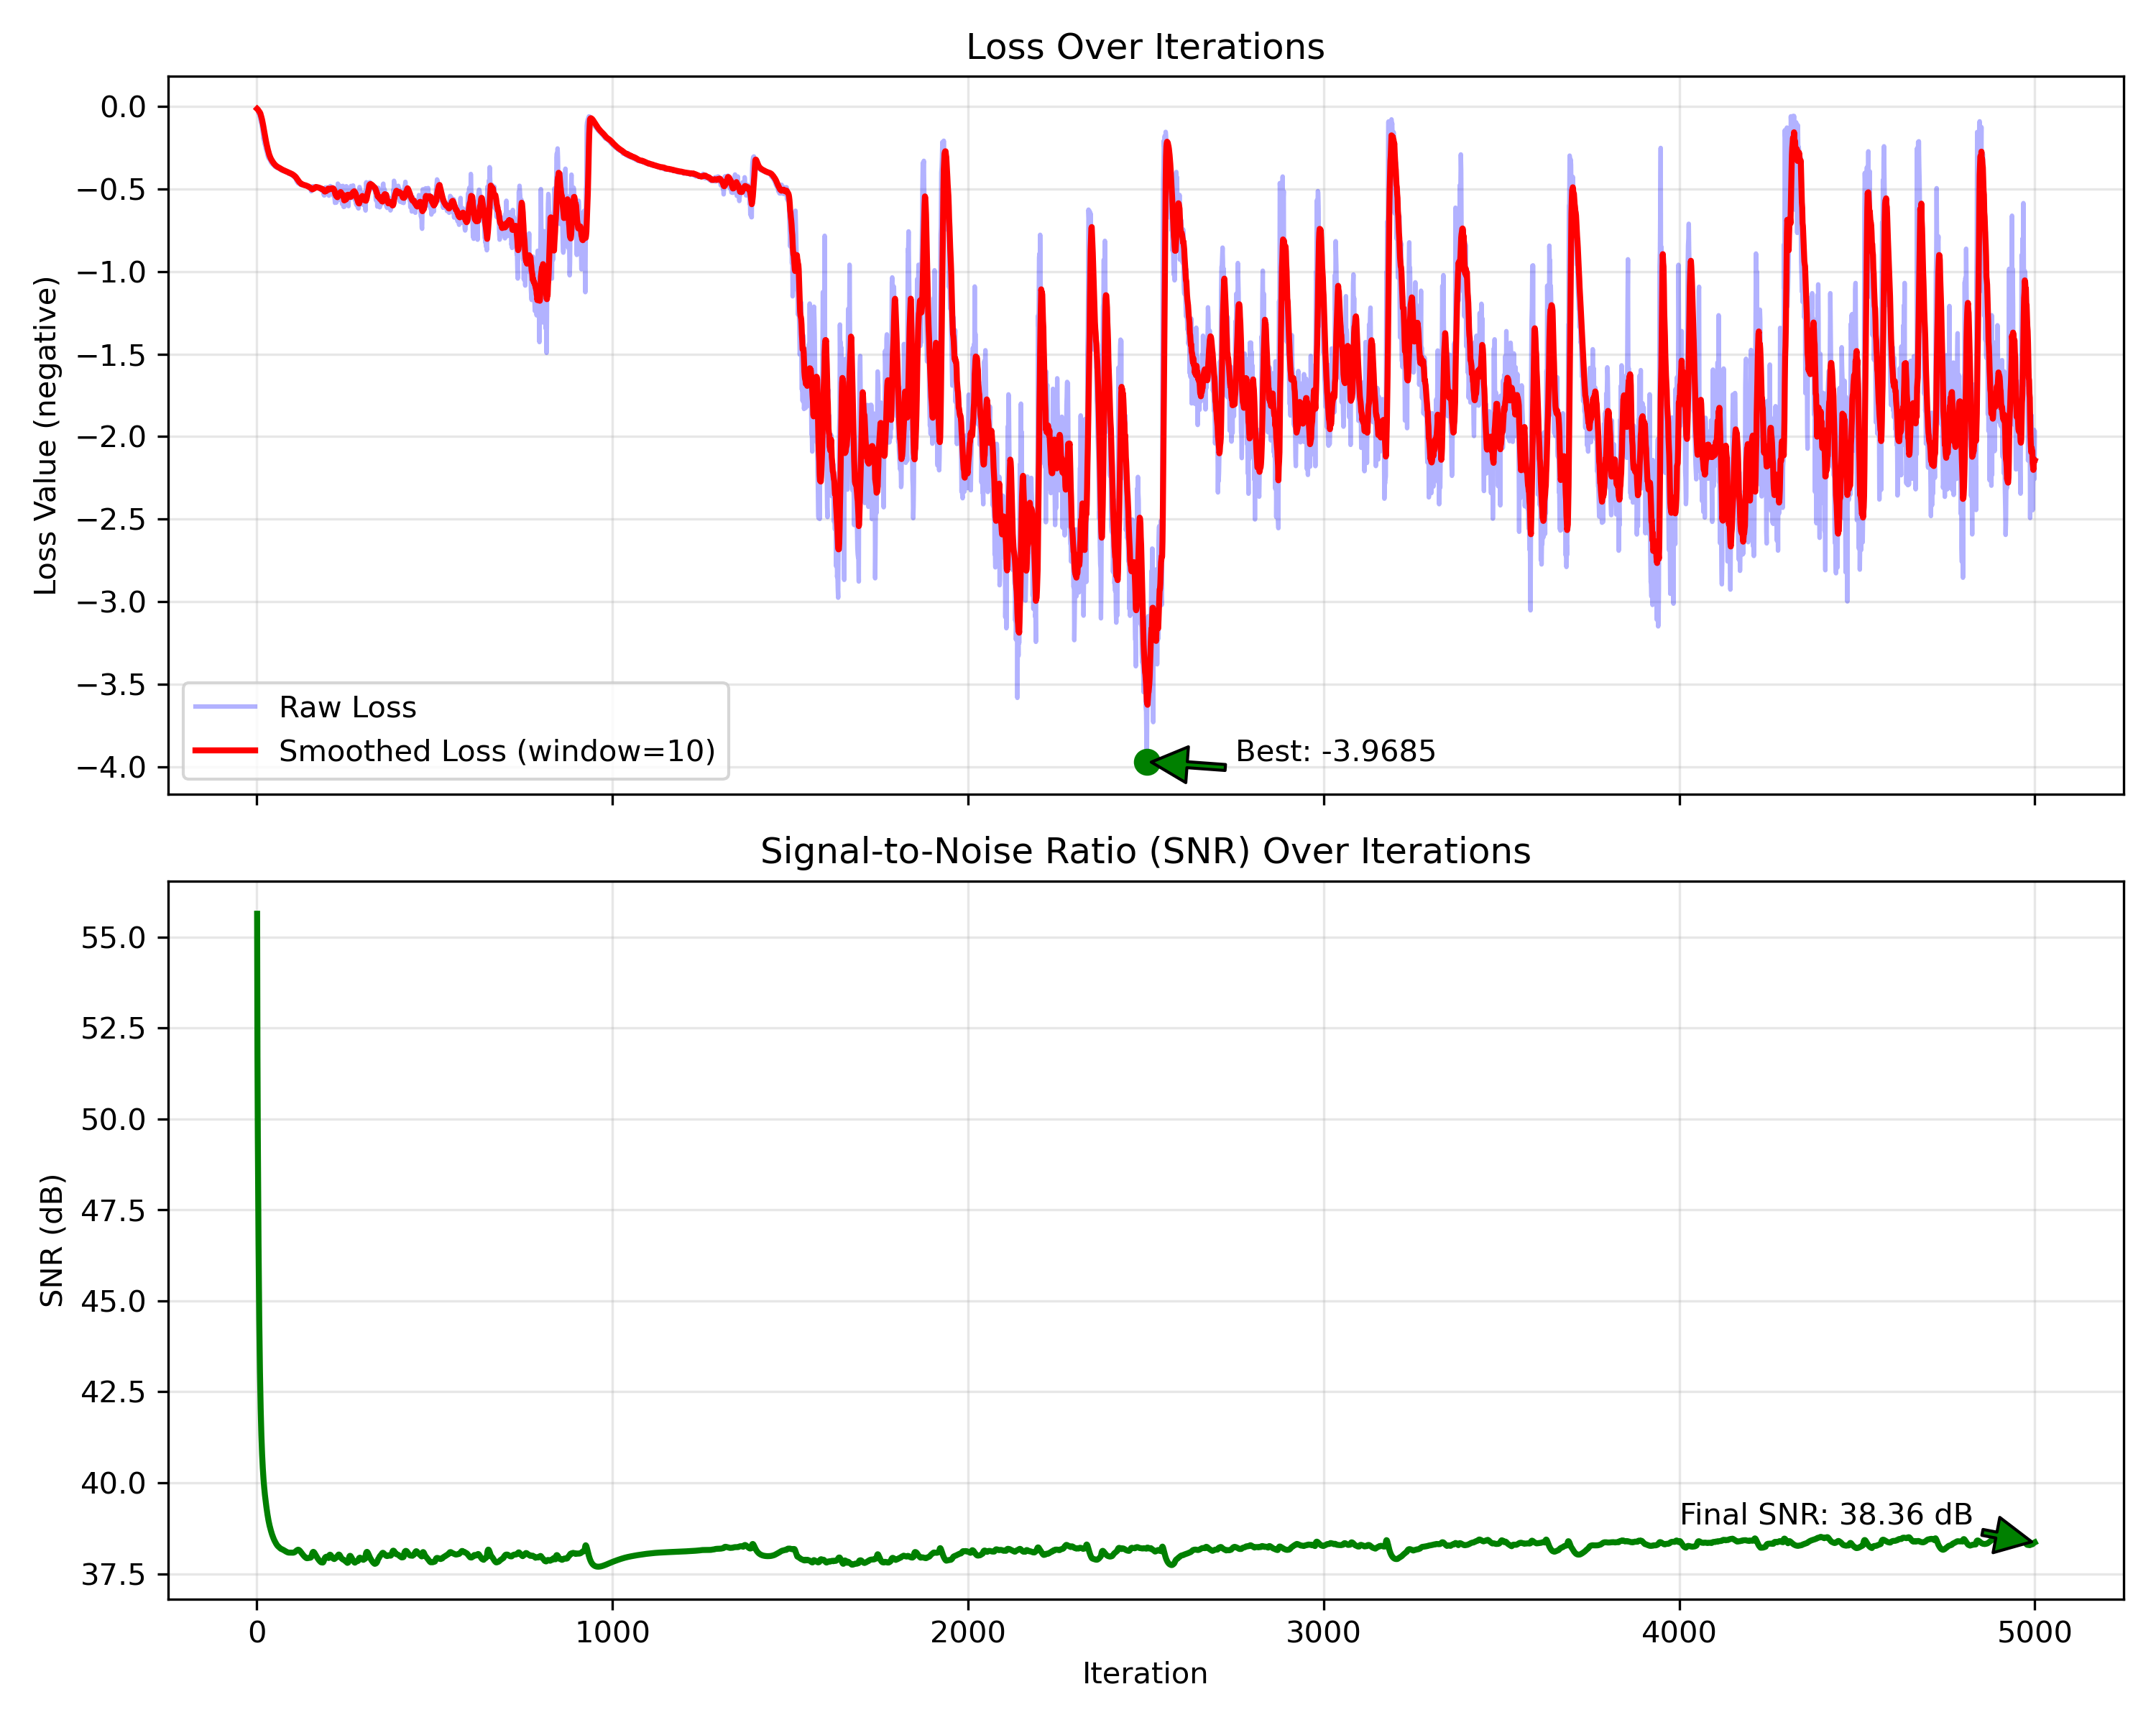 Loss Over Iterations
Loss Value (negative)
0.0
−0.5
−1.0
−1.5
−2.0
−2.5
−3.0
−3.5
−4.0
Raw Loss
Smoothed Loss (window=10)
Best: -3.9685
Signal-to-Noise Ratio (SNR) Over Iterations
SNR (dB)
55.0
52.5
50.0
47.5
45.0
42.5
40.0
37.5
Final SNR: 38.36 dB
0 1000 2000 3000 4000 5000
Iteration